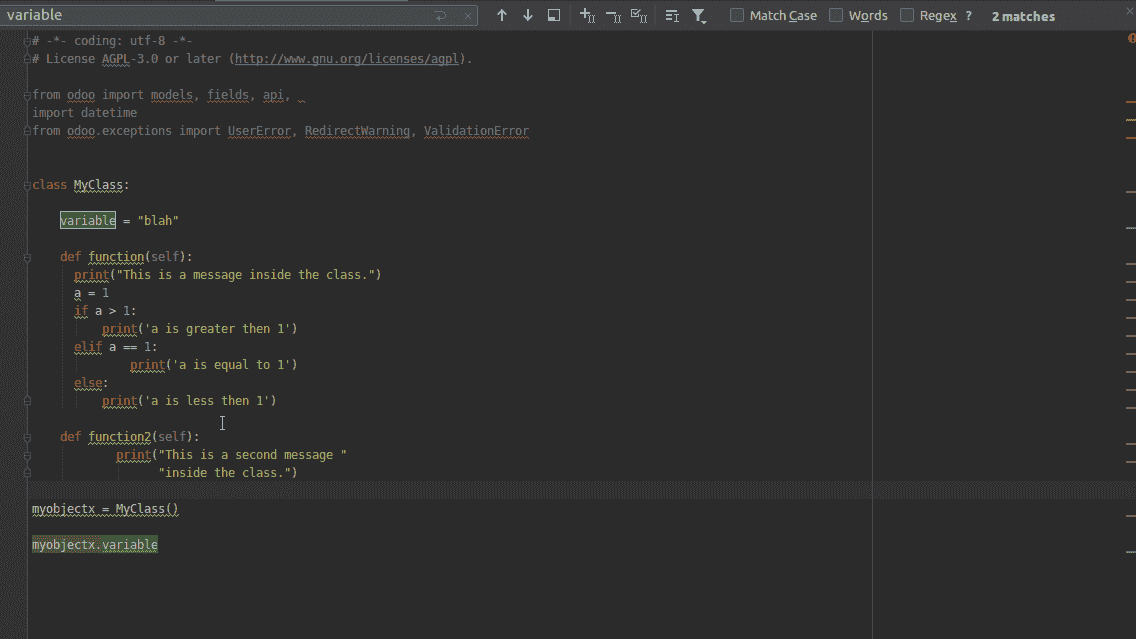 variable
Match Case Words Regex ? 2 matches
# -*- coding: utf-8 -*-
# License AGPL-3.0 or later (http://www.gnu.org/licenses/agpl).
from odoo import models, fields, api, _
import datetime
from odoo.exceptions import UserError, RedirectWarning, ValidationError
class MyClass:
variable = "blah"
def function(self):
print("This is a message inside the class.")
a = 1
if a > 1:
print('a is greater then 1')
elif a == 1:
print('a is equal to 1')
else:
print('a is less then 1')
def function2(self):
print("This is a second message "
"inside the class.")
myobjectx = MyClass()
myobjectx.variable